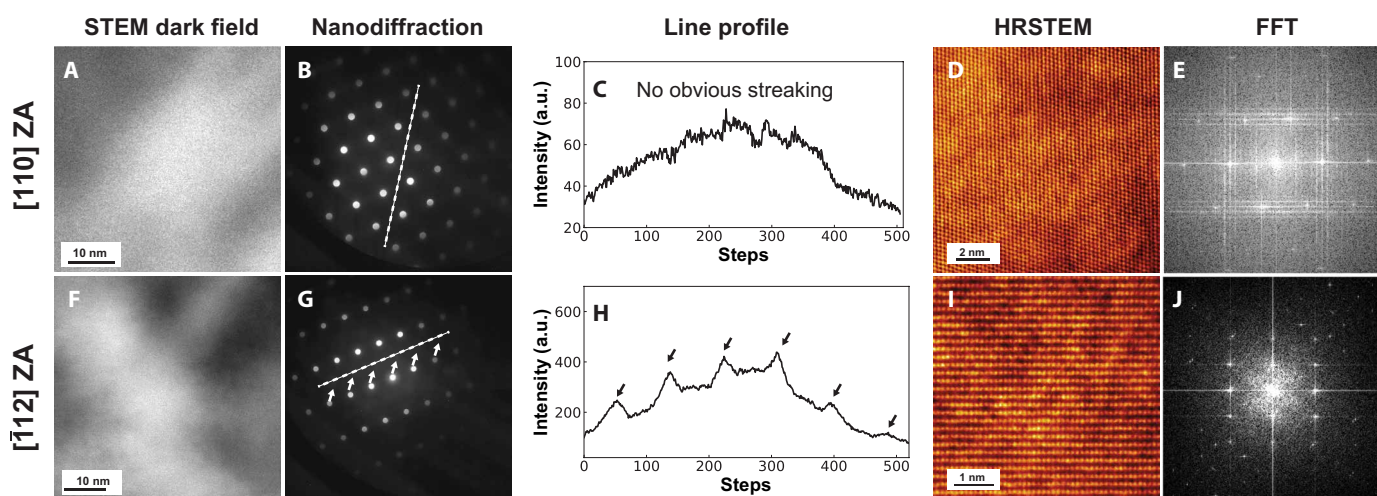 STEM dark field Nanodiffraction Line profile HRSTEM FFT
[110] ZA
A
10 nm
B
C No obvious streaking
Intensity (a.u.)
100
80
60
40
20
0 100 200 300 400 500
Steps
D
2 nm
E
[1̄12] ZA
F
10 nm
G
H
Intensity (a.u.)
600
400
200
0 100 200 300 400 500
Steps
I
1 nm
J